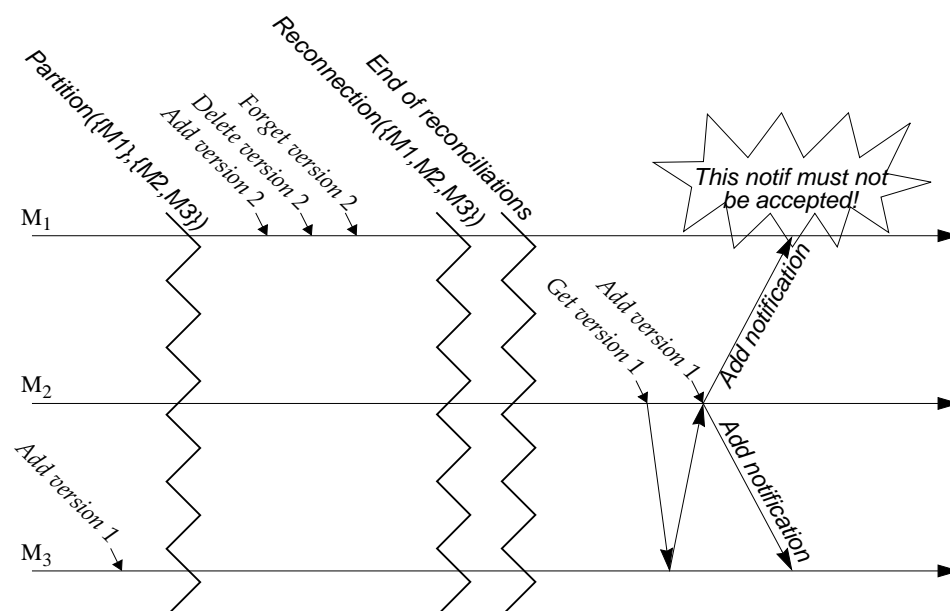 Partition({M1},{M2,M3})
Add version 2
Delete version 2
Forget version 2
Reconnection({M1,M2,M3})
End of reconciliations
This notif must not
be accepted!
M1
Get version 1
Add version 1
Add notification
M2
Add version 1
Add notification
M3